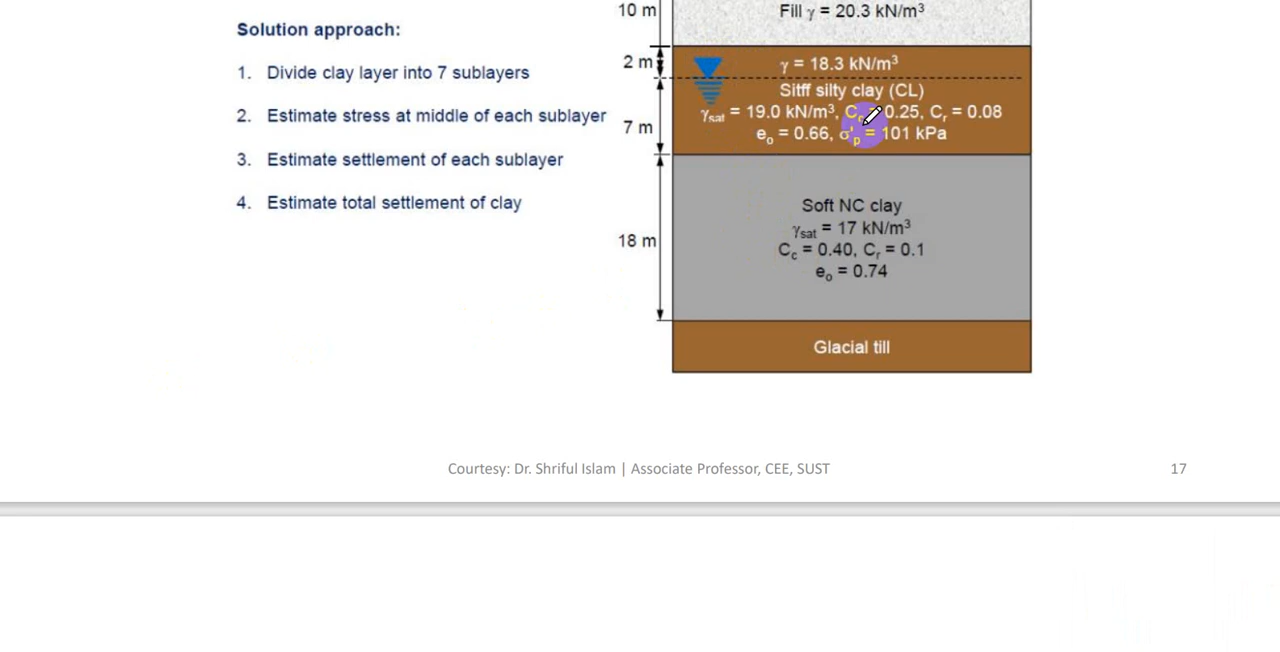 10 m
Fill γ = 20.3 kN/m³
Solution approach:
2 m
γ = 18.3 kN/m³
1. Divide clay layer into 7 sublayers
Sitff silty clay (CL)
γsat = 19.0 kN/m³, Cc = 0.25, Cr = 0.08
2. Estimate stress at middle of each sublayer
7 m
eo = 0.66, σ'p = 101 kPa
3. Estimate settlement of each sublayer
4. Estimate total settlement of clay
Soft NC clay
γsat = 17 kN/m³
18 m
Cc = 0.40, Cr = 0.1
eo = 0.74
Glacial till
Courtesy: Dr. Shriful Islam | Associate Professor, CEE, SUST
17